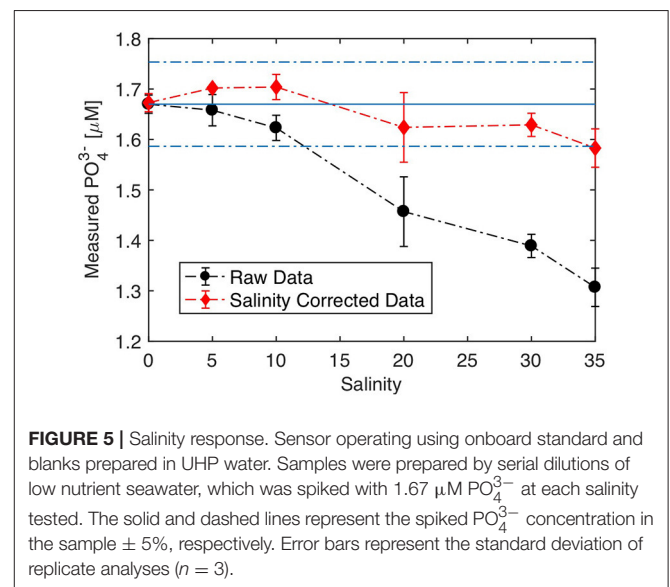 1.8
1.7
1.6
1.5
1.4
1.3
1.2
Measured PO₄³⁻ [μM]
Raw Data
Salinity Corrected Data
0 5 10 15 20 25 30 35
Salinity
FIGURE 5 | Salinity response. Sensor operating using onboard standard and
blanks prepared in UHP water. Samples were prepared by serial dilutions of
low nutrient seawater, which was spiked with 1.67 μM PO₄³⁻ at each salinity
tested. The solid and dashed lines represent the spiked PO₄³⁻ concentration in
the sample ± 5%, respectively. Error bars represent the standard deviation of
replicate analyses (n = 3).